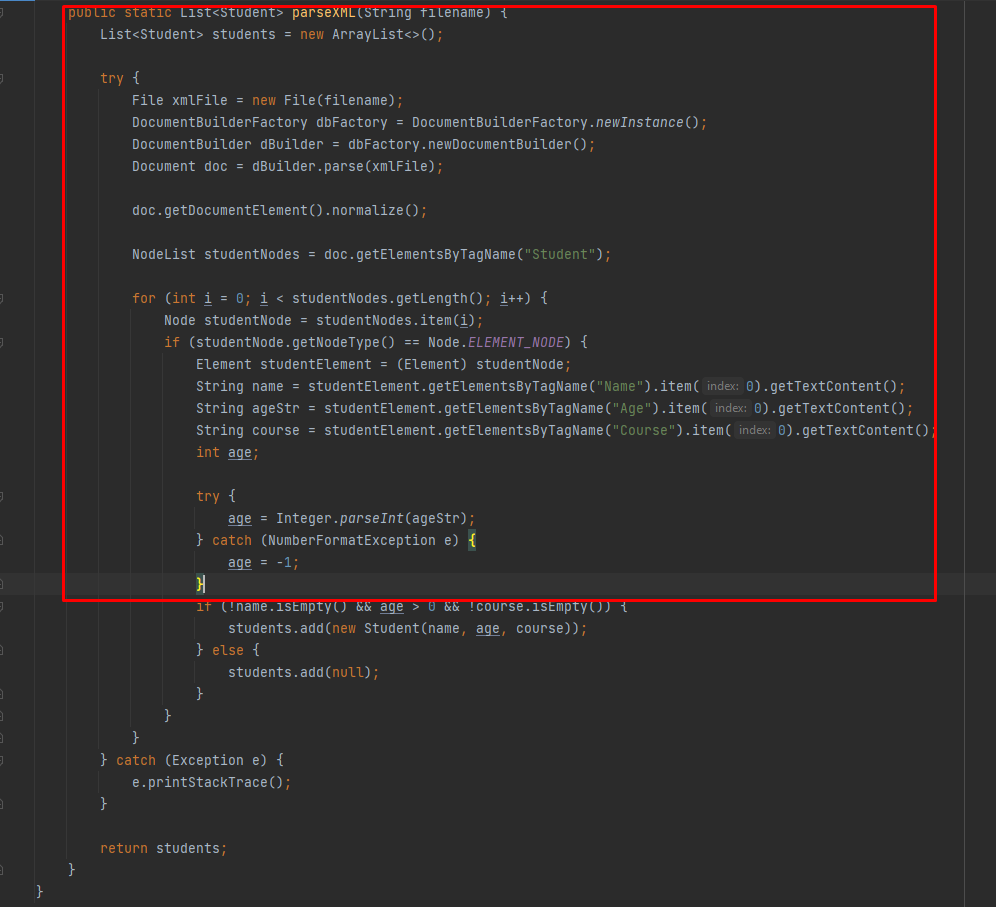 public static List<Student> parseXML(String filename) {
List<Student> students = new ArrayList<>();
try {
File xmlFile = new File(filename);
DocumentBuilderFactory dbFactory = DocumentBuilderFactory.newInstance();
DocumentBuilder dBuilder = dbFactory.newDocumentBuilder();
Document doc = dBuilder.parse(xmlFile);
doc.getDocumentElement().normalize();
NodeList studentNodes = doc.getElementsByTagName("Student");
for (int i = 0; i < studentNodes.getLength(); i++) {
Node studentNode = studentNodes.item(i);
if (studentNode.getNodeType() == Node.ELEMENT_NODE) {
Element studentElement = (Element) studentNode;
String name = studentElement.getElementsByTagName("Name").item( index: 0).getTextContent();
String ageStr = studentElement.getElementsByTagName("Age").item( index: 0).getTextContent();
String course = studentElement.getElementsByTagName("Course").item( index: 0).getTextContent();
int age;
try {
age = Integer.parseInt(ageStr);
} catch (NumberFormatException e) {
age = -1;
}
if (!name.isEmpty() && age > 0 && !course.isEmpty()) {
students.add(new Student(name, age, course));
} else {
students.add(null);
}
}
}
} catch (Exception e) {
e.printStackTrace();
}
return students;
}
}